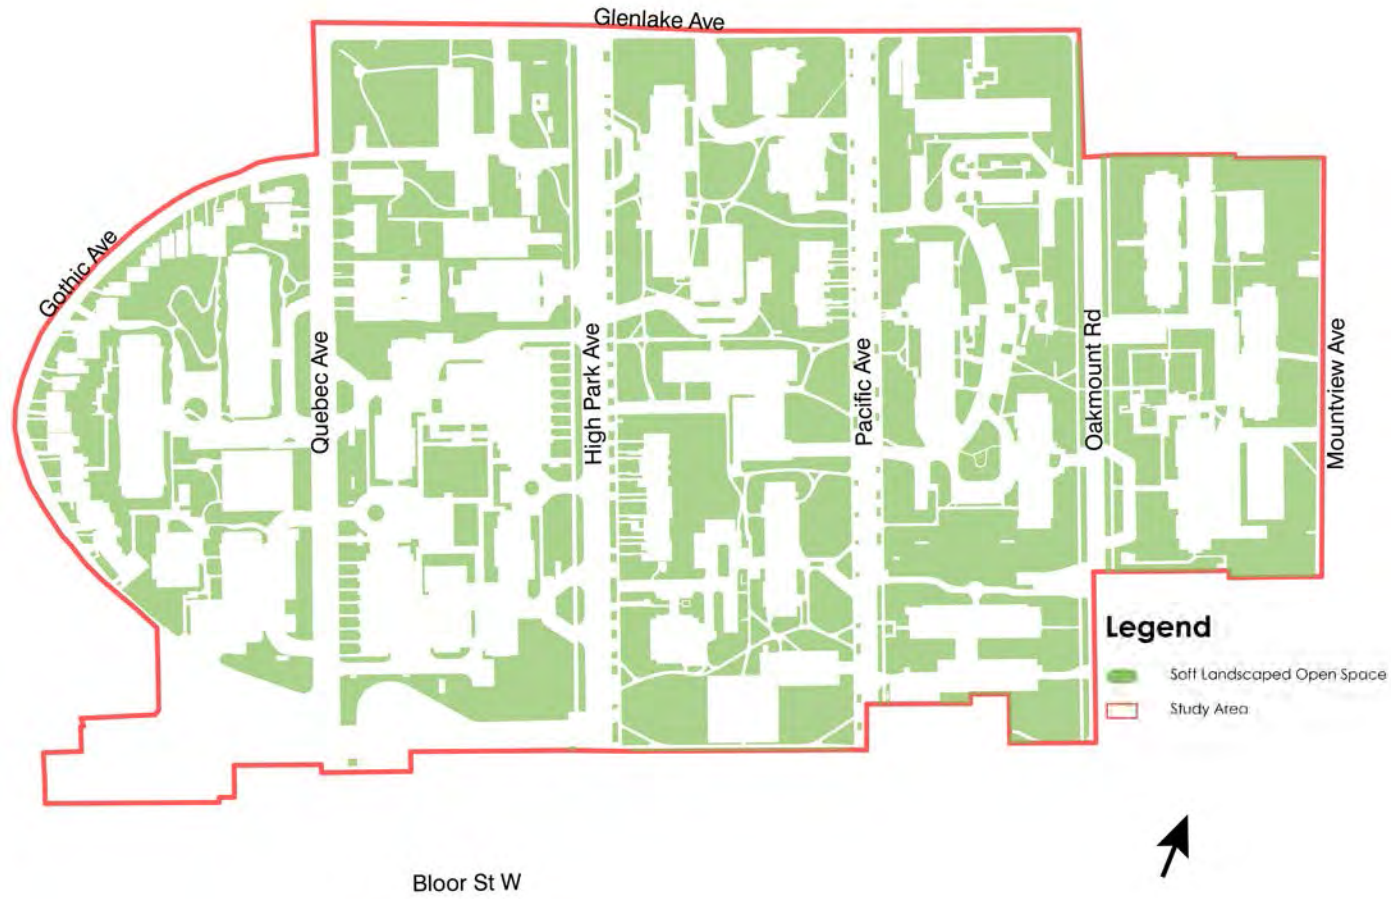 Glenlake Ave
Gothic Ave
Quebec Ave
High Park Ave
Pacific Ave
Oakmount Rd
Mountview Ave
Legend
Soft Landscaped Open Space
Study Area
Bloor St W